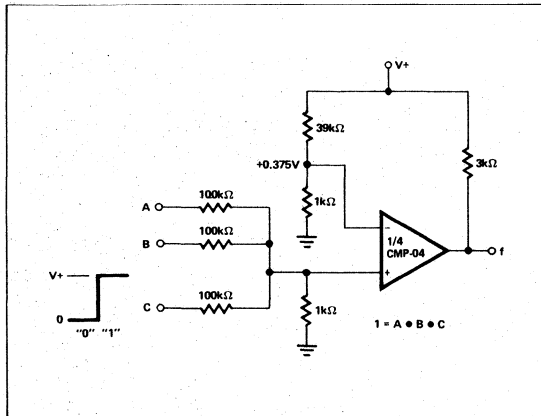 V+
39kΩ
3kΩ
+0.375V
100kΩ
A
1kΩ
100kΩ
B
1/4
CMP-04
−
+
f
100kΩ
C
1kΩ
V+
0
"0" "1"
1 = A • B • C